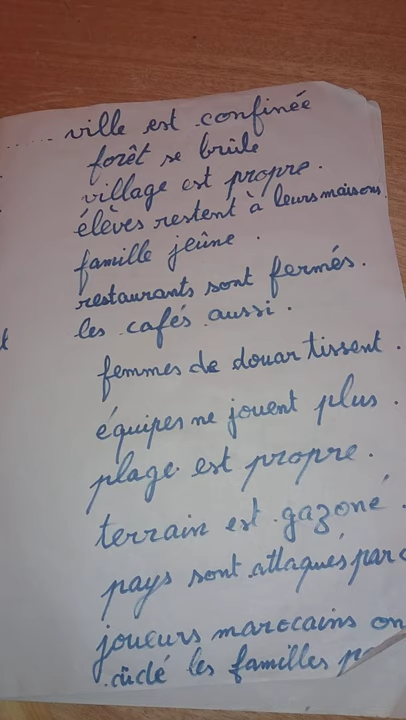 ...... ville est confinée
forêt se brûle
village est propre.
élèves restent à leurs maisons.
famille jeûne.
restaurants sont fermés.
les cafés aussi.
femmes de douar tissent.
équipes ne jouent plus.
plage est propre.
terrain est gazoné.
pays sont attaqués par
joueurs marocains on
les familles